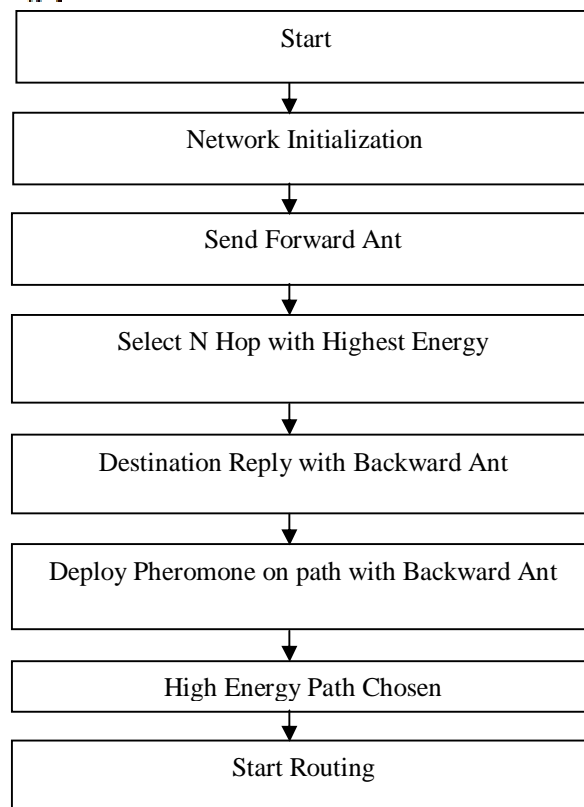 Start
Network Initialization
Send Forward Ant
Select N Hop with Highest Energy
Destination Reply with Backward Ant
Deploy Pheromone on path with Backward Ant
High Energy Path Chosen
Start Routing